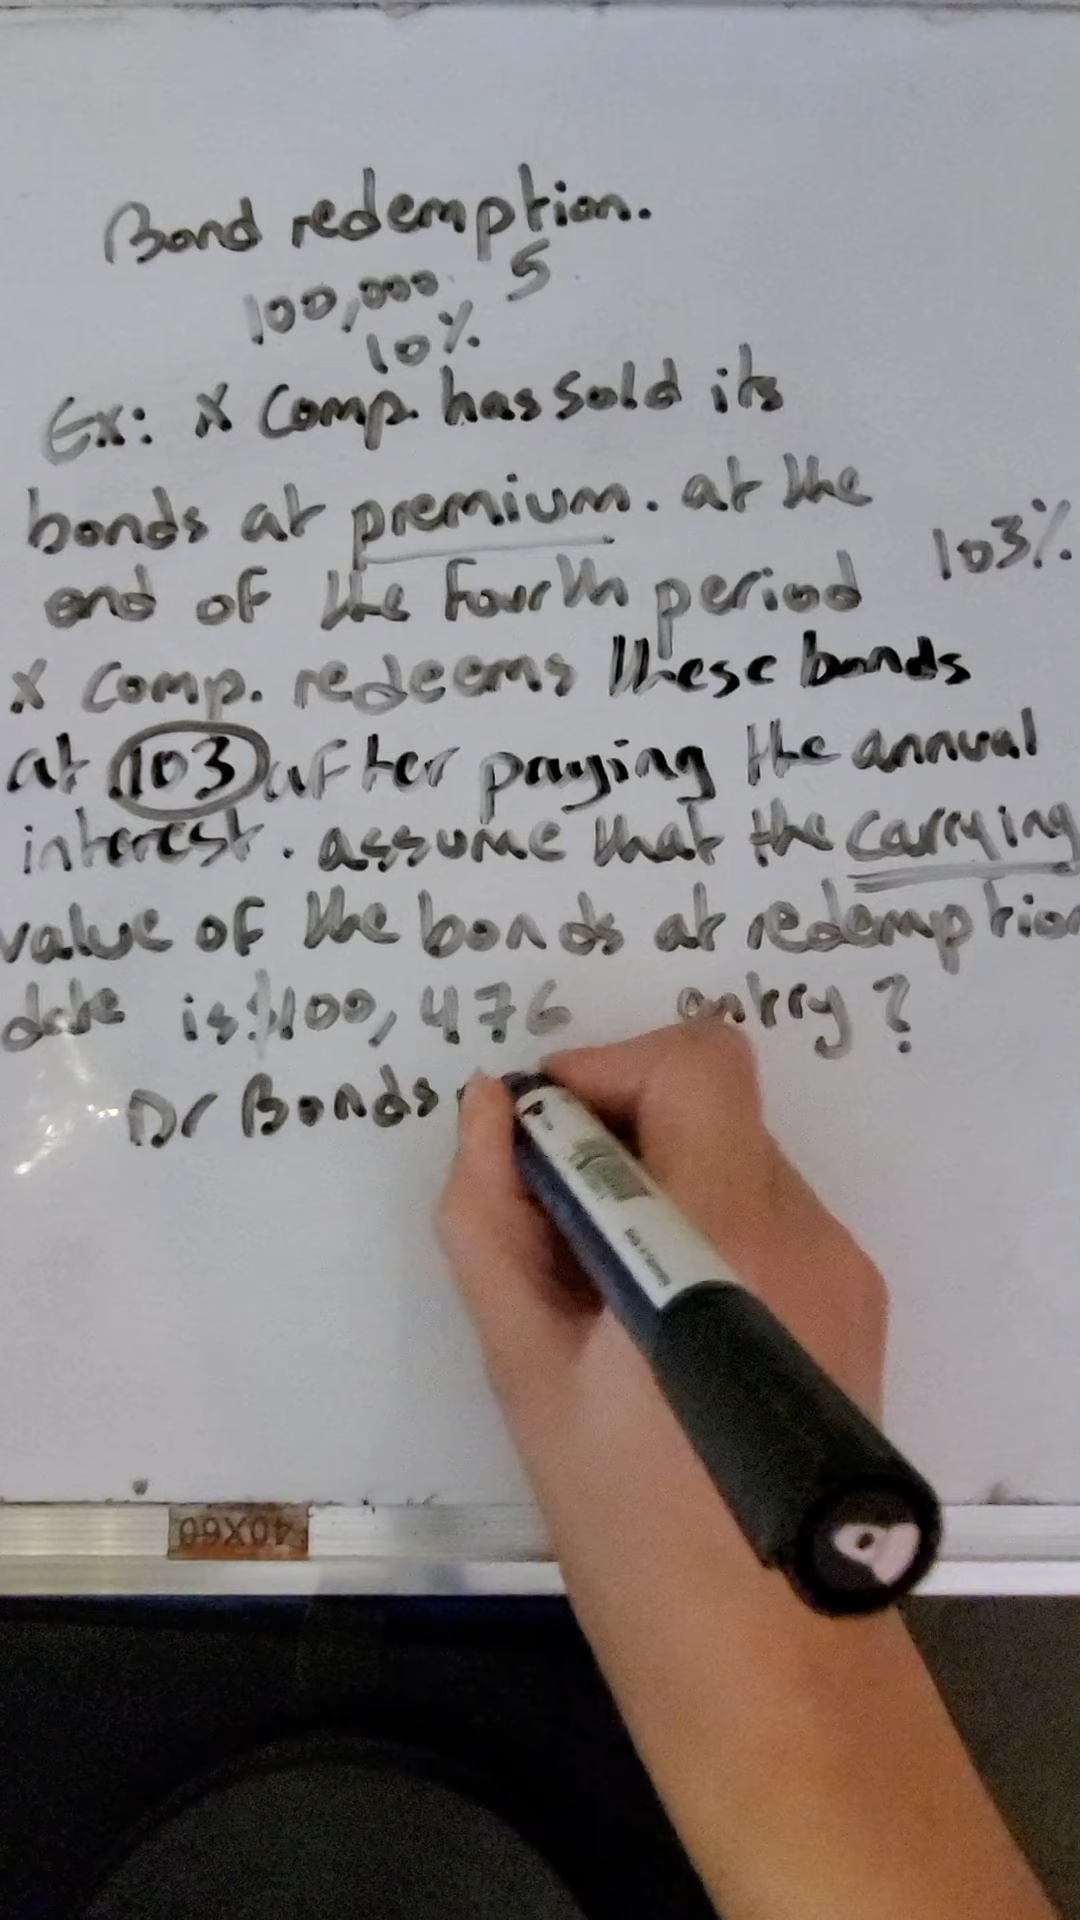 Bond redemption.
100,000 5
10%
Ex: X Comp. has sold its
bonds at premium. at the
end of the fourth period 103%
X Comp. redeems these bonds
at 103 after paying the annual
interest. assume that the carrying
value of the bonds at redemption
date is $100,476 entry?
Dr Bonds
40X60